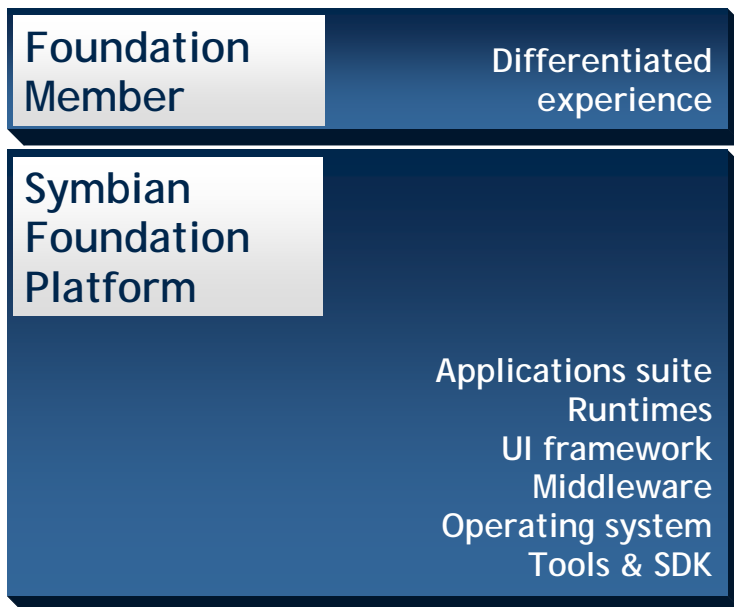 Foundation
Member
Differentiated
experience
Symbian
Foundation
Platform
Applications suite
Runtimes
UI framework
Middleware
Operating system
Tools & SDK